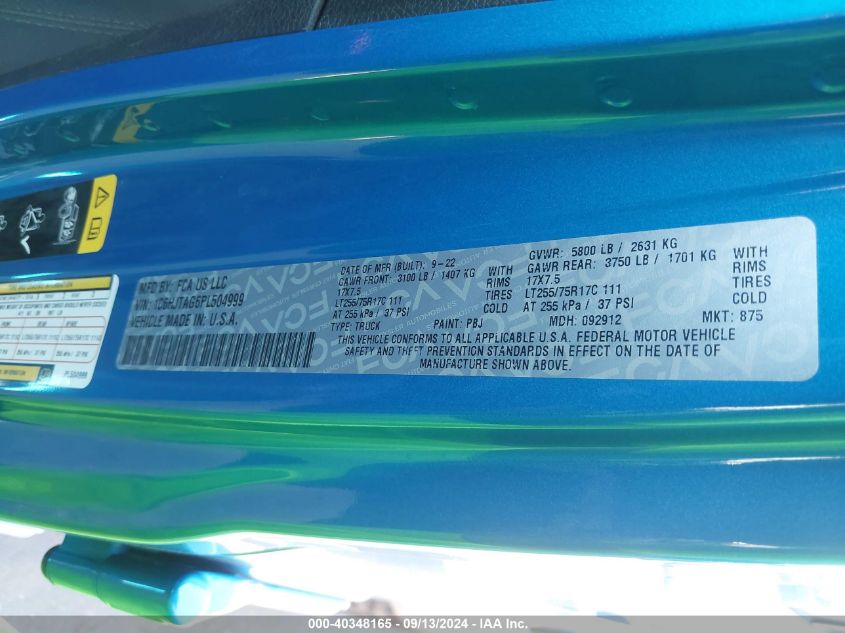 MFD BY: FCA US LLC
DATE OF MFR (BUILT): 9-22
GVWR: 5800 LB / 2631 KG
VIN: 1C6HJTAG6PL504999
GAWR FRONT: 3100 LB / 1407 KG WITH
GAWR REAR: 3750 LB / 1701 KG WITH
VEHICLE MADE IN: U.S.A.
17X7.5 RIMS
17X7.5 RIMS
LT255/75R17C 111 TIRES
LT255/75R17C 111 TIRES
AT 255 kPa / 37 PSI COLD
AT 255 kPa / 37 PSI COLD
TYPE: TRUCK PAINT: PBJ MDH: 092912 MKT: 875
THIS VEHICLE CONFORMS TO ALL APPLICABLE U.S.A. FEDERAL MOTOR VEHICLE
SAFETY AND THEFT PREVENTION STANDARDS IN EFFECT ON THE DATE OF
MANUFACTURE SHOWN ABOVE.
000-40348165 - 09/13/2024 - IAAI.COM